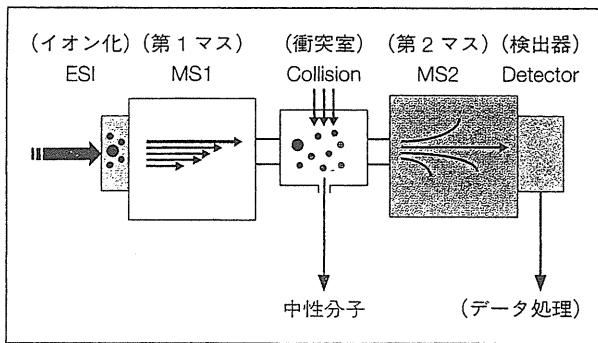 (イオン化) (第1マス) (衝突室) (第2マス) (検出器)
ESI MS1 Collision MS2 Detector
中性分子 (データ処理)